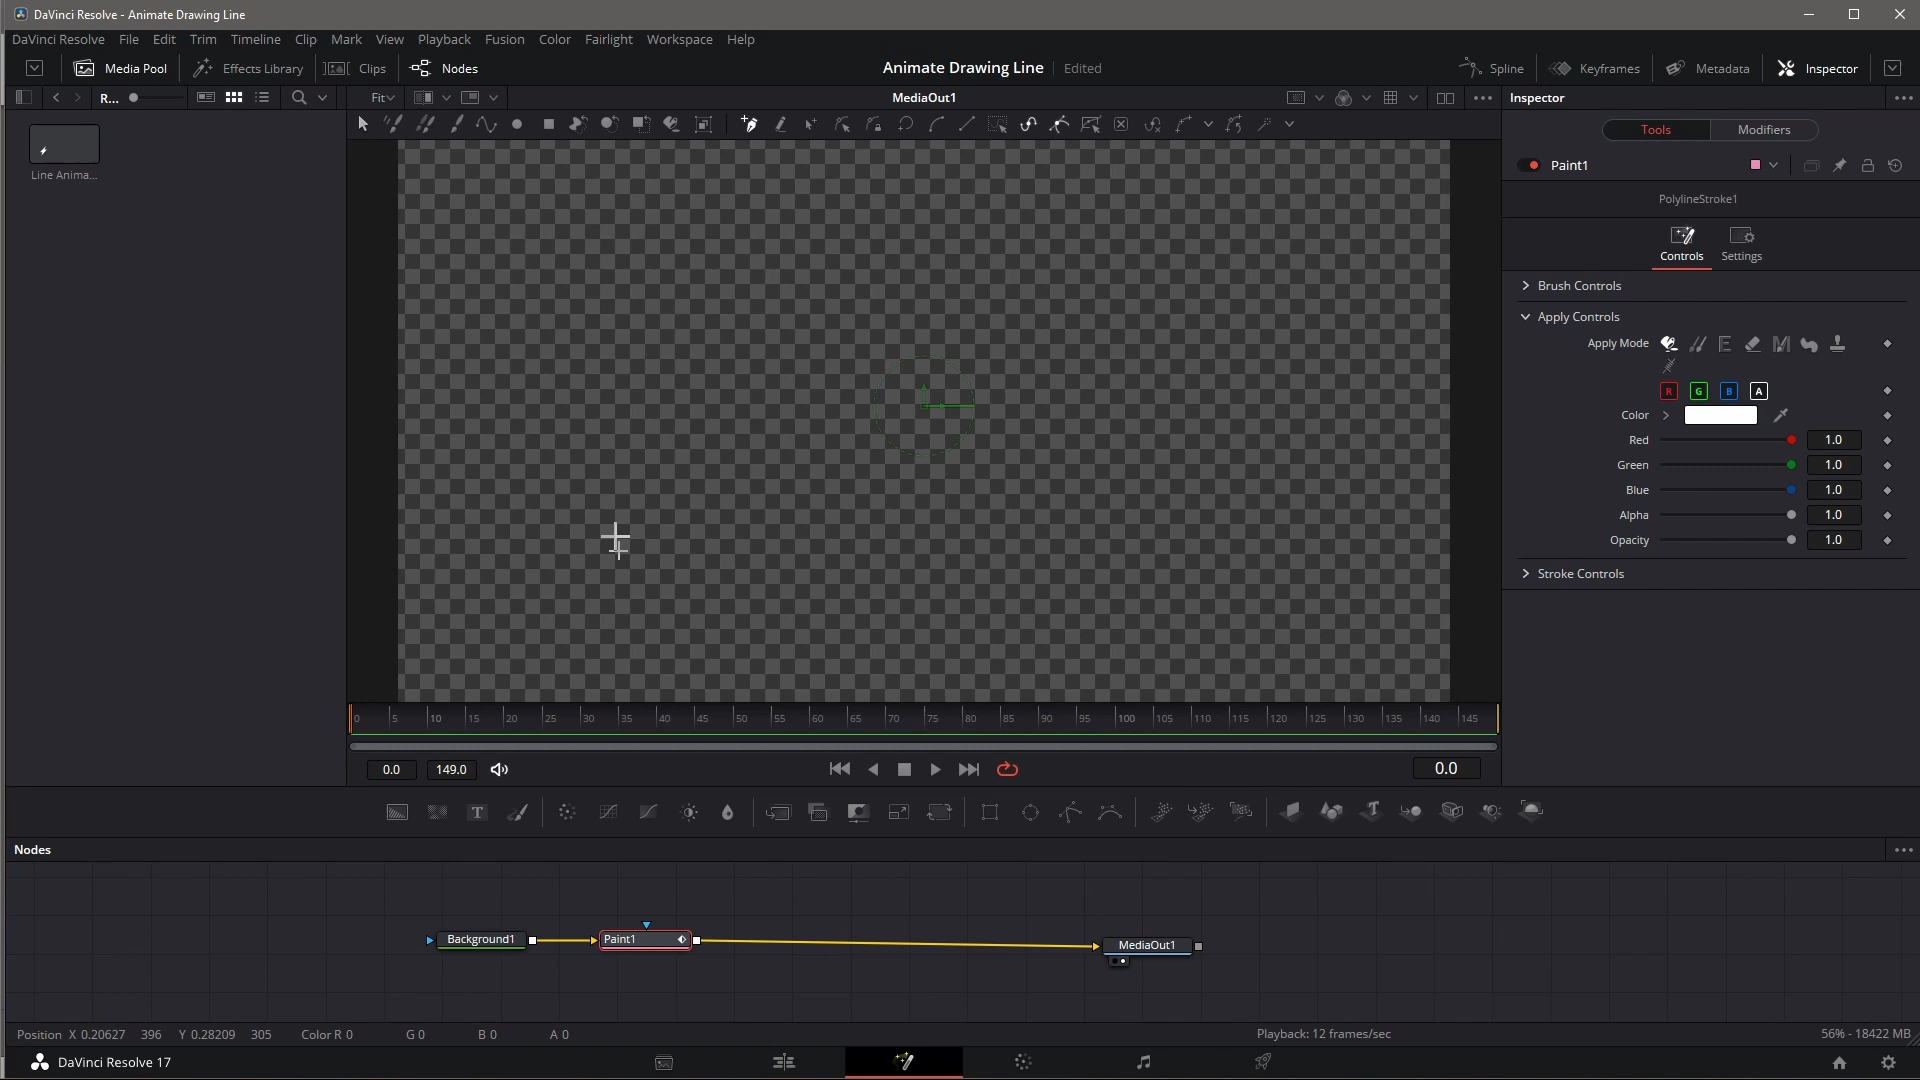 DaVinci Resolve - Animate Drawing Line
DaVinci Resolve File Edit Trim Timeline Clip Mark View Playback Fusion Color Fairlight Workspace Help
Media Pool Effects Library Clips Nodes Animate Drawing Line Edited Spline Keyframes Metadata Inspector
R... Fit MediaOut1 Inspector
Tools Modifiers
Line Anima...
Paint1
PolylineStroke1
Controls Settings
Brush Controls
Apply Controls
Apply Mode
R G B A
Color
Red 1.0
Green 1.0
Blue 1.0
Alpha 1.0
Opacity 1.0
Stroke Controls
0 5 10 15 20 25 30 35 40 45 50 55 60 65 70 75 80 85 90 95 100 105 110 115 120 125 130 135 140 145
0.0 149.0 0.0
Nodes
Background1 Paint1 MediaOut1
Position X 0.20627 396 Y 0.28209 305 Color R 0 G 0 B 0 A 0 Playback: 12 frames/sec 56% - 18422 MB
DaVinci Resolve 17